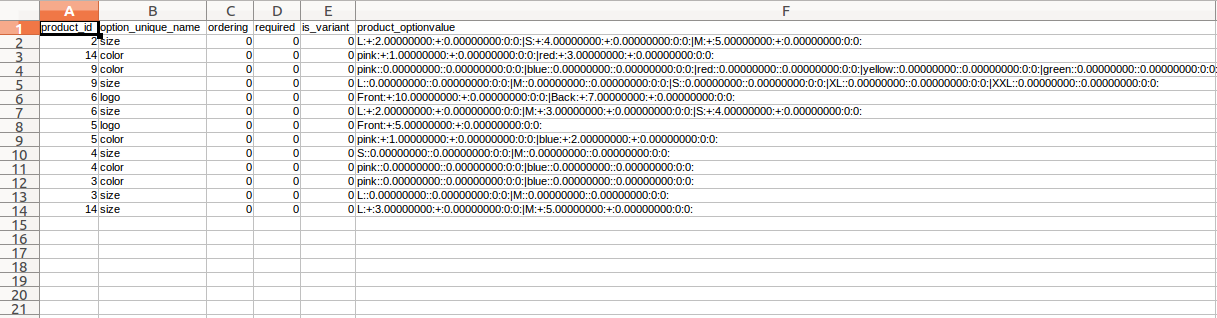 A B C D E F
1 product_id option_unique_name ordering required is_variant product_optionvalue
2 2 size 0 0 0 L:+:2.00000000:+:0.00000000:0:0:|S:+:4.00000000:+:0.00000000:0:0:|M:+:5.00000000:+:0.00000000:0:0:
3 14 color 0 0 0 pink:+:1.00000000:+:0.00000000:0:0:|red:+:3.00000000:+:0.00000000:0:0:
4 9 color 0 0 0 pink::0.00000000::0.00000000:0:0:|blue::0.00000000::0.00000000:0:0:|red::0.00000000::0.00000000:0:0:|yellow::0.00000000::0.00000000:0:0:|green::0.00000000::0.00000000:0:0:
5 9 size 0 0 0 L::0.00000000::0.00000000:0:0:|M::0.00000000::0.00000000:0:0:|S::0.00000000::0.00000000:0:0:|XL::0.00000000::0.00000000:0:0:|XXL::0.00000000::0.00000000:0:0:
6 6 logo 0 0 0 Front:+:10.00000000:+:0.00000000:0:0:|Back:+:7.00000000:+:0.00000000:0:0:
7 6 size 0 0 0 L:+:2.00000000:+:0.00000000:0:0:|M:+:3.00000000:+:0.00000000:0:0:|S:+:4.00000000:+:0.00000000:0:0:
8 5 logo 0 0 0 Front:+:5.00000000:+:0.00000000:0:0:
9 5 color 0 0 0 pink:+:1.00000000:+:0.00000000:0:0:|blue:+:2.00000000:+:0.00000000:0:0:
10 4 size 0 0 0 S::0.00000000::0.00000000:0:0:|M::0.00000000::0.00000000:0:0:
11 4 color 0 0 0 pink::0.00000000::0.00000000:0:0:|blue::0.00000000::0.00000000:0:0:
12 3 color 0 0 0 pink::0.00000000::0.00000000:0:0:|blue::0.00000000::0.00000000:0:0:
13 3 size 0 0 0 L::0.00000000::0.00000000:0:0:|M::0.00000000::0.00000000:0:0:
14 14 size 0 0 0 L:+:3.00000000:+:0.00000000:0:0:|M:+:5.00000000:+:0.00000000:0:0:
15
16
17
18
19
20
21